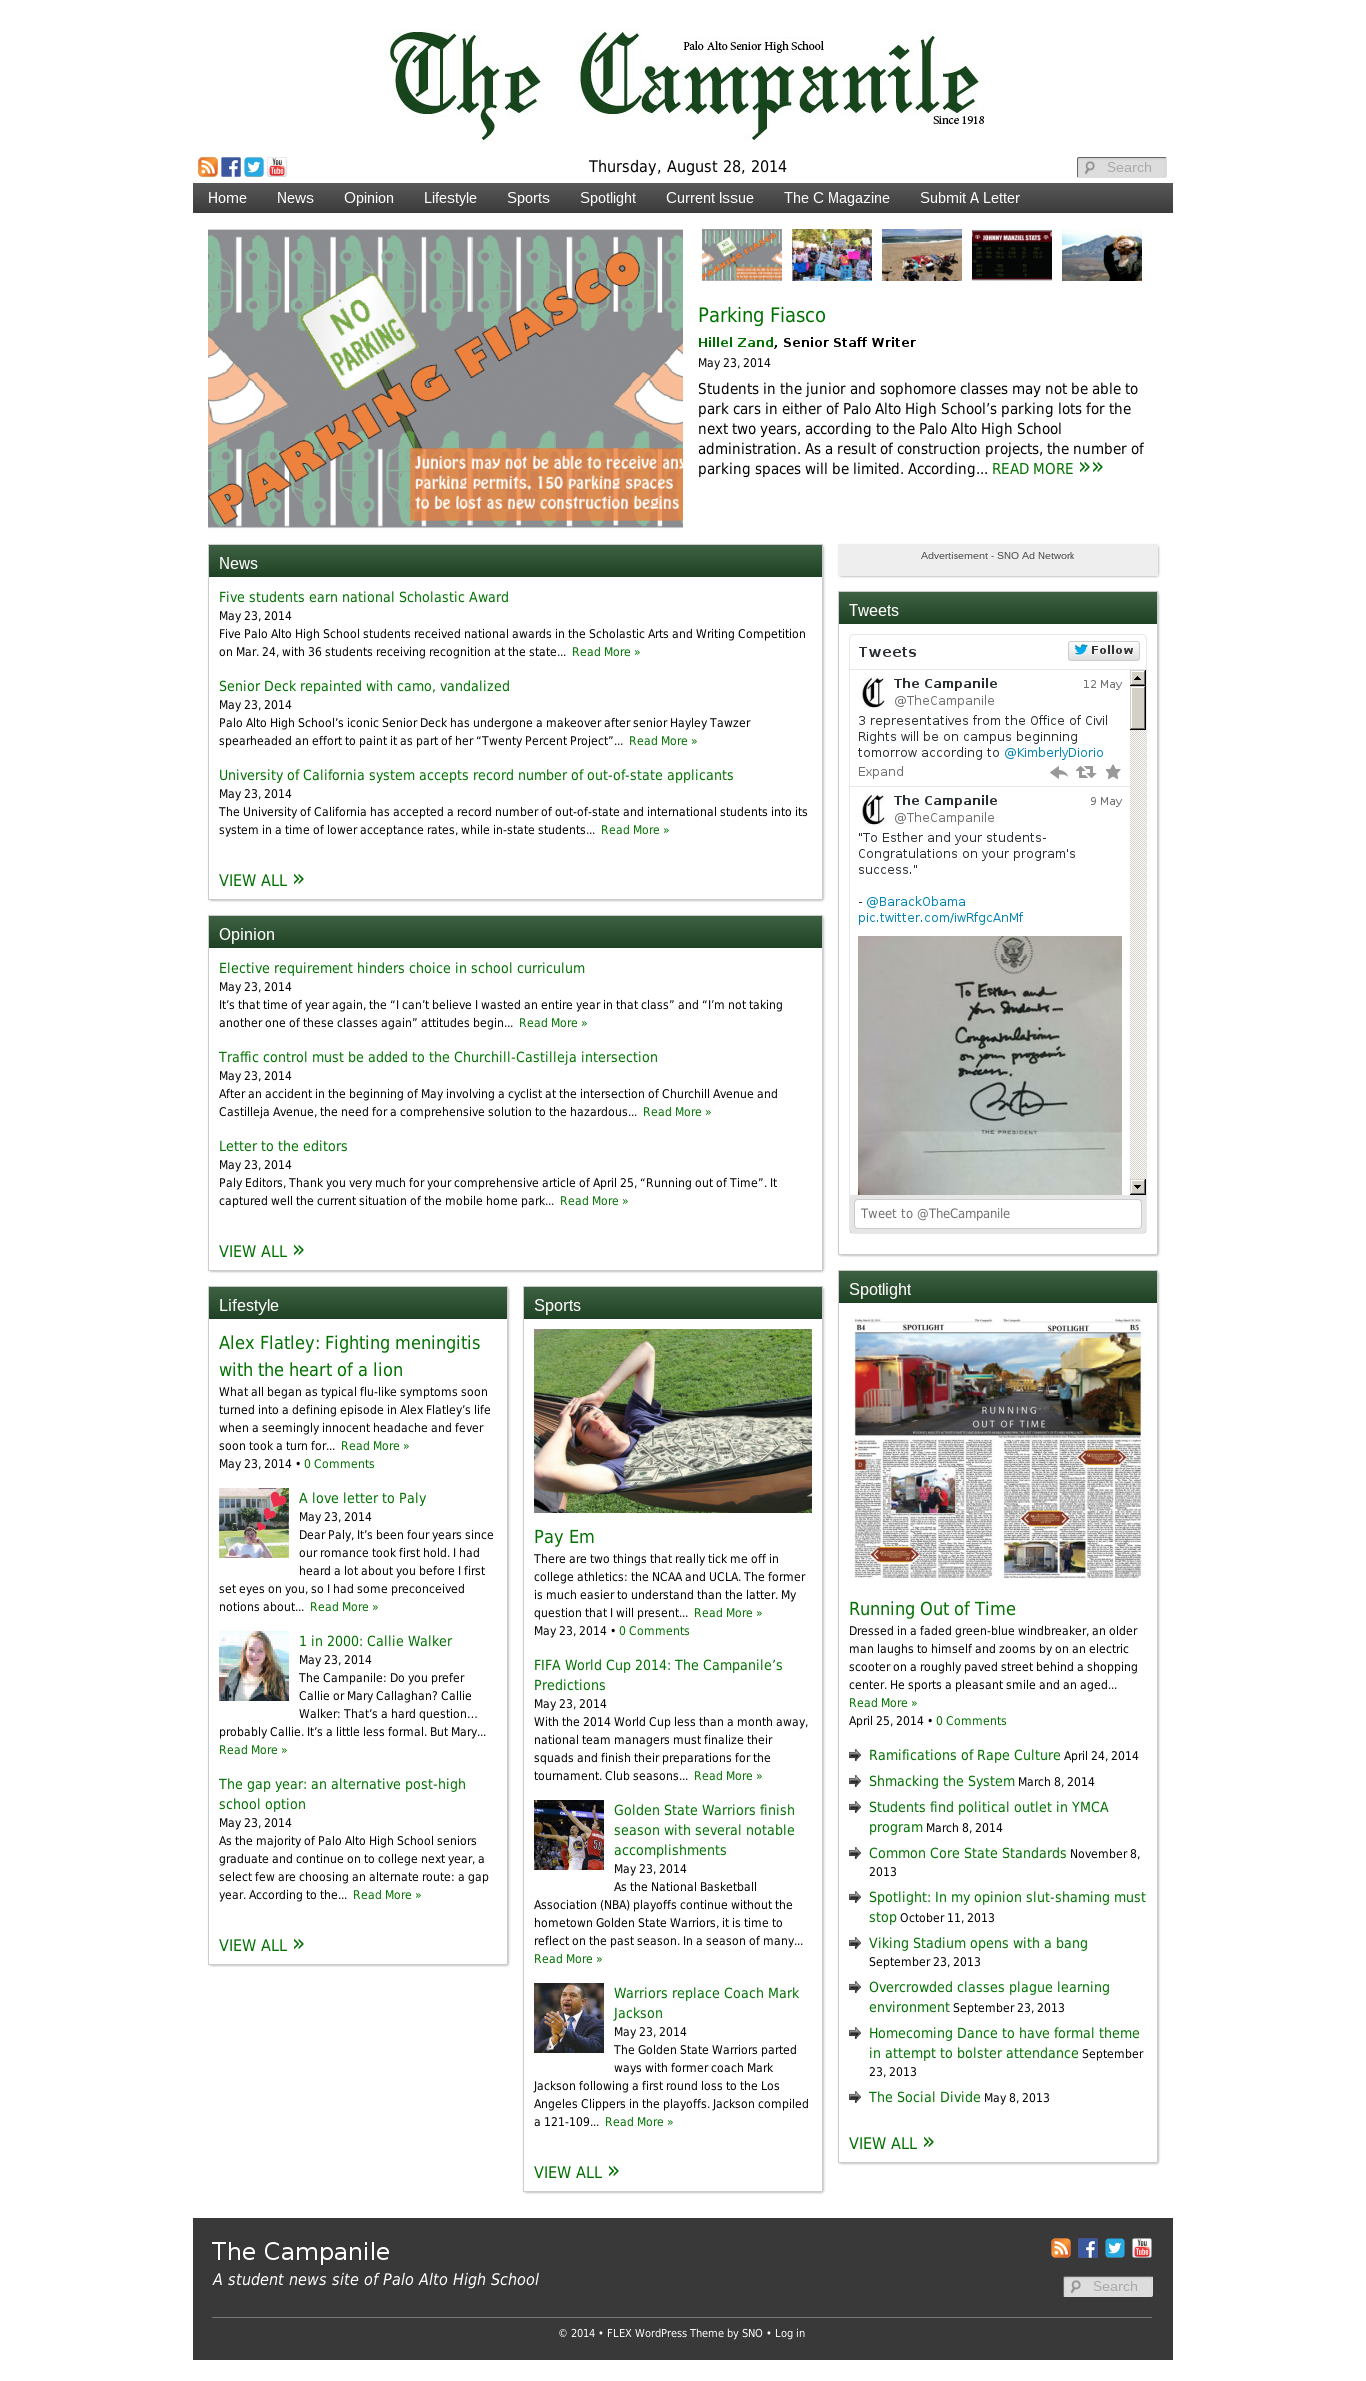 Palo Alto Senior High School
The Campanile
Since 1918
Thursday, August 28, 2014
Search
Home News Opinion Lifestyle Sports Spotlight Current Issue The C Magazine Submit A Letter
NO PARKING
PARKING FIASCO
Juniors may not be able to receive any
parking permits, 150 parking spaces
to be lost as new construction begins
JOHNNY MANZIEL STATS
Parking Fiasco
Hillel Zand, Senior Staff Writer
May 23, 2014
Students in the junior and sophomore classes may not be able to
park cars in either of Palo Alto High School’s parking lots for the
next two years, according to the Palo Alto High School
administration. As a result of construction projects, the number of
parking spaces will be limited. According... READ MORE »»
News
Five students earn national Scholastic Award
May 23, 2014
Five Palo Alto High School students received national awards in the Scholastic Arts and Writing Competition
on Mar. 24, with 36 students receiving recognition at the state... Read More »
Senior Deck repainted with camo, vandalized
May 23, 2014
Palo Alto High School’s iconic Senior Deck has undergone a makeover after senior Hayley Tawzer
spearheaded an effort to paint it as part of her “Twenty Percent Project”... Read More »
University of California system accepts record number of out-of-state applicants
May 23, 2014
The University of California has accepted a record number of out-of-state and international students into its
system in a time of lower acceptance rates, while in-state students... Read More »
VIEW ALL »
Opinion
Elective requirement hinders choice in school curriculum
May 23, 2014
It’s that time of year again, the “I can’t believe I wasted an entire year in that class” and “I’m not taking
another one of these classes again” attitudes begin... Read More »
Traffic control must be added to the Churchill-Castilleja intersection
May 23, 2014
After an accident in the beginning of May involving a cyclist at the intersection of Churchill Avenue and
Castilleja Avenue, the need for a comprehensive solution to the hazardous... Read More »
Letter to the editors
May 23, 2014
Paly Editors, Thank you very much for your comprehensive article of April 25, “Running out of Time”. It
captured well the current situation of the mobile home park... Read More »
VIEW ALL »
Lifestyle
Alex Flatley: Fighting meningitis
with the heart of a lion
What all began as typical flu-like symptoms soon
turned into a defining episode in Alex Flatley’s life
when a seemingly innocent headache and fever
soon took a turn for... Read More »
May 23, 2014 • 0 Comments
A love letter to Paly
May 23, 2014
Dear Paly, It’s been four years since
our romance took first hold. I had
heard a lot about you before I first
set eyes on you, so I had some preconceived
notions about... Read More »
1 in 2000: Callie Walker
May 23, 2014
The Campanile: Do you prefer
Callie or Mary Callaghan? Callie
Walker: That’s a hard question…
probably Callie. It’s a little less formal. But Mary...
Read More »
The gap year: an alternative post-high
school option
May 23, 2014
As the majority of Palo Alto High School seniors
graduate and continue on to college next year, a
select few are choosing an alternate route: a gap
year. According to the... Read More »
VIEW ALL »
Sports
Pay Em
There are two things that really tick me off in
college athletics: the NCAA and UCLA. The former
is much easier to understand than the latter. My
question that I will present... Read More »
May 23, 2014 • 0 Comments
FIFA World Cup 2014: The Campanile’s
Predictions
May 23, 2014
With the 2014 World Cup less than a month away,
national team managers must finalize their
squads and finish their preparations for the
tournament. Club seasons... Read More »
Golden State Warriors finish
season with several notable
accomplishments
May 23, 2014
As the National Basketball
Association (NBA) playoffs continue without the
hometown Golden State Warriors, it is time to
reflect on the past season. In a season of many...
Read More »
Warriors replace Coach Mark
Jackson
May 23, 2014
The Golden State Warriors parted
ways with former coach Mark
Jackson following a first round loss to the Los
Angeles Clippers in the playoffs. Jackson compiled
a 121-109... Read More »
VIEW ALL »
Advertisement - SNO Ad Network
Tweets
Tweets
Follow
The Campanile 12 May
@TheCampanile
3 representatives from the Office of Civil
Rights will be on campus beginning
tomorrow according to @KimberlyDiorio
Expand
The Campanile 9 May
@TheCampanile
"To Esther and your students-
Congratulations on your program's
success."
- @BarackObama
pic.twitter.com/iwRfgcAnMf
To Esther and
your students—
Congratulations
on your program's
success.
THE PRESIDENT
Tweet to @TheCampanile
Spotlight
B4 SPOTLIGHT SPOTLIGHT B5
RUNNING
OUT OF TIME
Running Out of Time
Dressed in a faded green-blue windbreaker, an older
man laughs to himself and zooms by on an electric
scooter on a roughly paved street behind a shopping
center. He sports a pleasant smile and an aged...
Read More »
April 25, 2014 • 0 Comments
Ramifications of Rape Culture April 24, 2014
Shmacking the System March 8, 2014
Students find political outlet in YMCA
program March 8, 2014
Common Core State Standards November 8,
2013
Spotlight: In my opinion slut-shaming must
stop October 11, 2013
Viking Stadium opens with a bang
September 23, 2013
Overcrowded classes plague learning
environment September 23, 2013
Homecoming Dance to have formal theme
in attempt to bolster attendance September
23, 2013
The Social Divide May 8, 2013
VIEW ALL »
The Campanile
A student news site of Palo Alto High School
Search
© 2014 • FLEX WordPress Theme by SNO • Log in